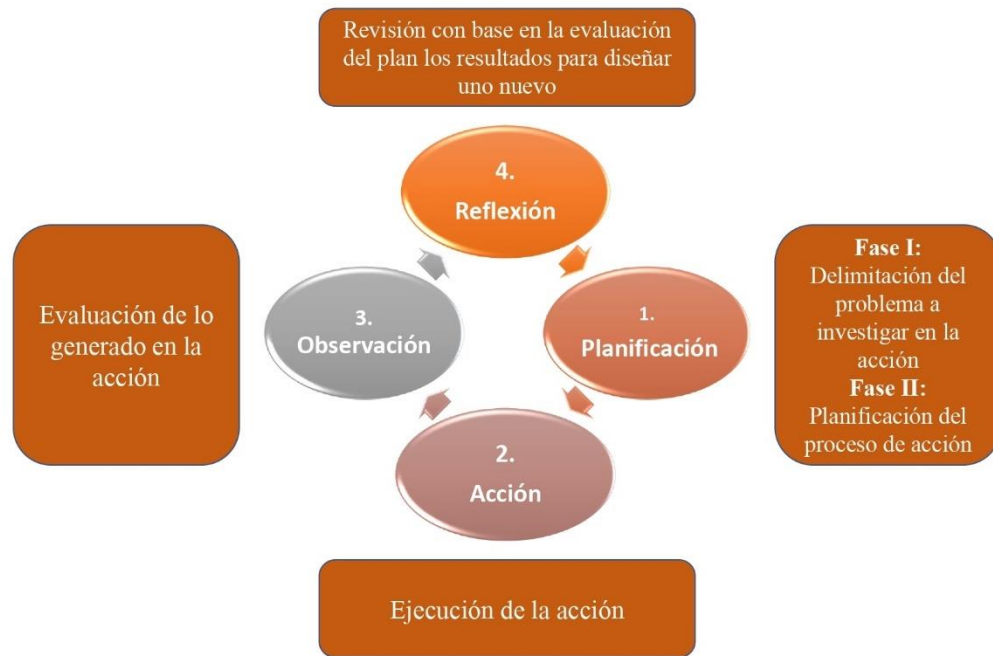 Revisión con base en la evaluación
del plan los resultados para diseñar
uno nuevo
4.
Reflexión
Evaluación de lo
generado en la
acción
3.
Observación
1.
Planificación
Fase I:
Delimitación del
problema a
investigar en la
acción
Fase II:
Planificación del
proceso de acción
2.
Acción
Ejecución de la acción